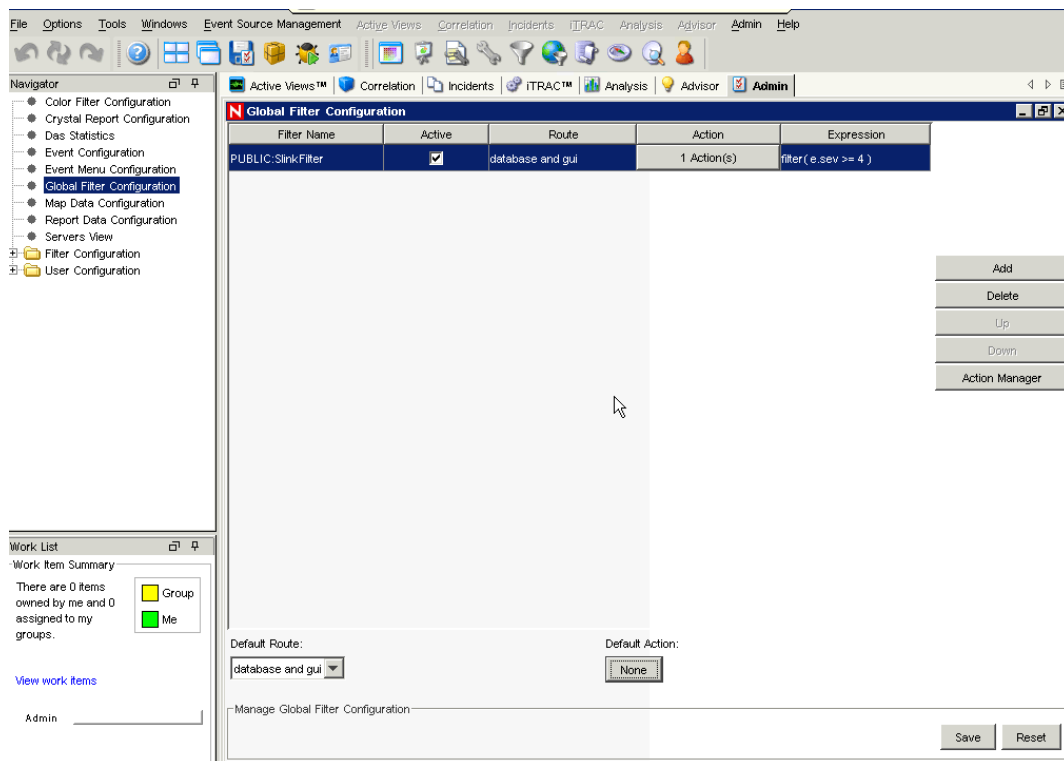 File Options Tools Windows Event Source Management Active Views Correlation Incidents iTRAC Analysis Advisor Admin Help
Navigator
Color Filter Configuration
Crystal Report Configuration
Das Statistics
Event Configuration
Event Menu Configuration
Global Filter Configuration
Map Data Configuration
Report Data Configuration
Servers View
Filter Configuration
User Configuration
Active Views™ Correlation Incidents iTRAC™ Analysis Advisor Admin
N Global Filter Configuration
Filter Name Active Route Action Expression
PUBLIC:SlinkFilter database and gui 1 Action(s) filter( e.sev >= 4 )
Add
Delete
Up
Down
Action Manager
Work List
Work Item Summary
There are 0 items
owned by me and 0
assigned to my
groups.
Group
Me
View work items
Admin
Default Route:
database and gui
Default Action:
None
Manage Global Filter Configuration
Save Reset